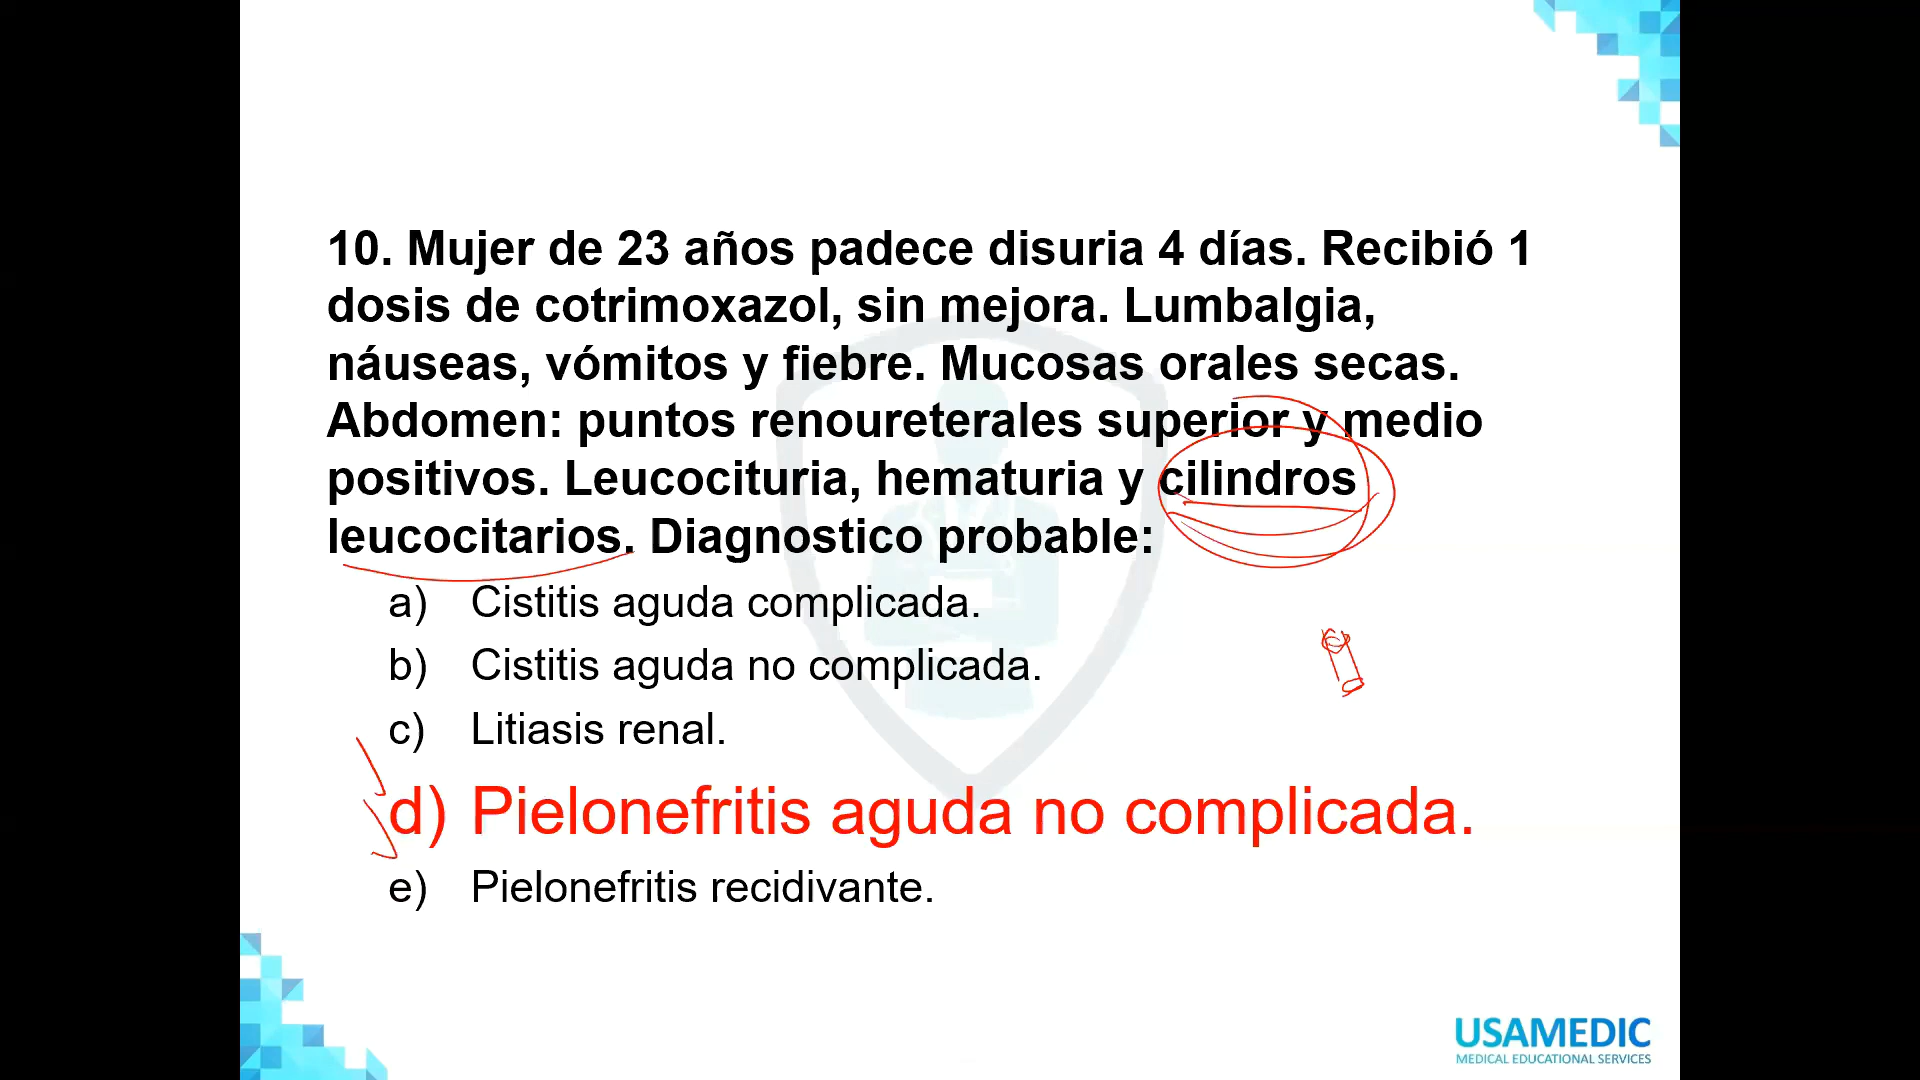 10. Mujer de 23 años padece disuria 4 días. Recibió 1
dosis de cotrimoxazol, sin mejora. Lumbalgia,
náuseas, vómitos y fiebre. Mucosas orales secas.
Abdomen: puntos renoureterales superior y medio
positivos. Leucocituria, hematuria y cilindros
leucocitarios. Diagnostico probable:
a) Cistitis aguda complicada.
b) Cistitis aguda no complicada.
c) Litiasis renal.
d) Pielonefritis aguda no complicada.
e) Pielonefritis recidivante.
USAMEDIC
MEDICAL EDUCATIONAL SERVICES